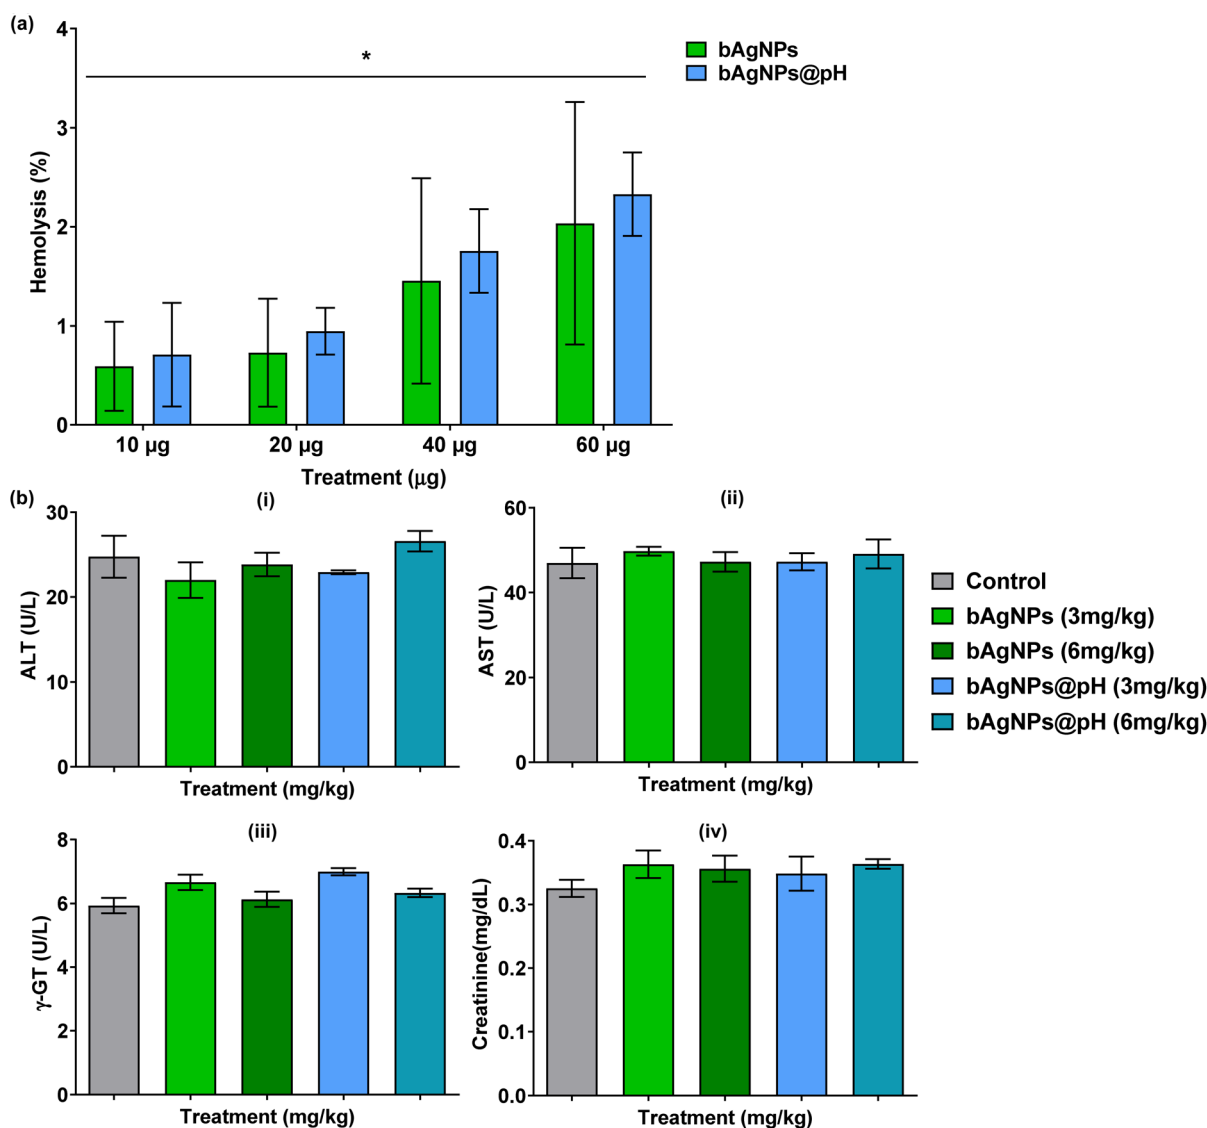 (a)
4
3
2
1
0
Hemolysis (%)
*
bAgNPs
bAgNPs@pH
10 µg
20 µg
40 µg
60 µg
Treatment (µg)
(b)
(i)
30
20
10
0
ALT (U/L)
Treatment (mg/kg)
(ii)
60
40
20
0
AST (U/L)
Treatment (mg/kg)
Control
bAgNPs (3mg/kg)
bAgNPs (6mg/kg)
bAgNPs@pH (3mg/kg)
bAgNPs@pH (6mg/kg)
(iii)
8
6
4
2
0
γ-GT (U/L)
Treatment (mg/kg)
(iv)
0.4
0.3
0.2
0.1
0.0
Creatinine(mg/dL)
Treatment (mg/kg)